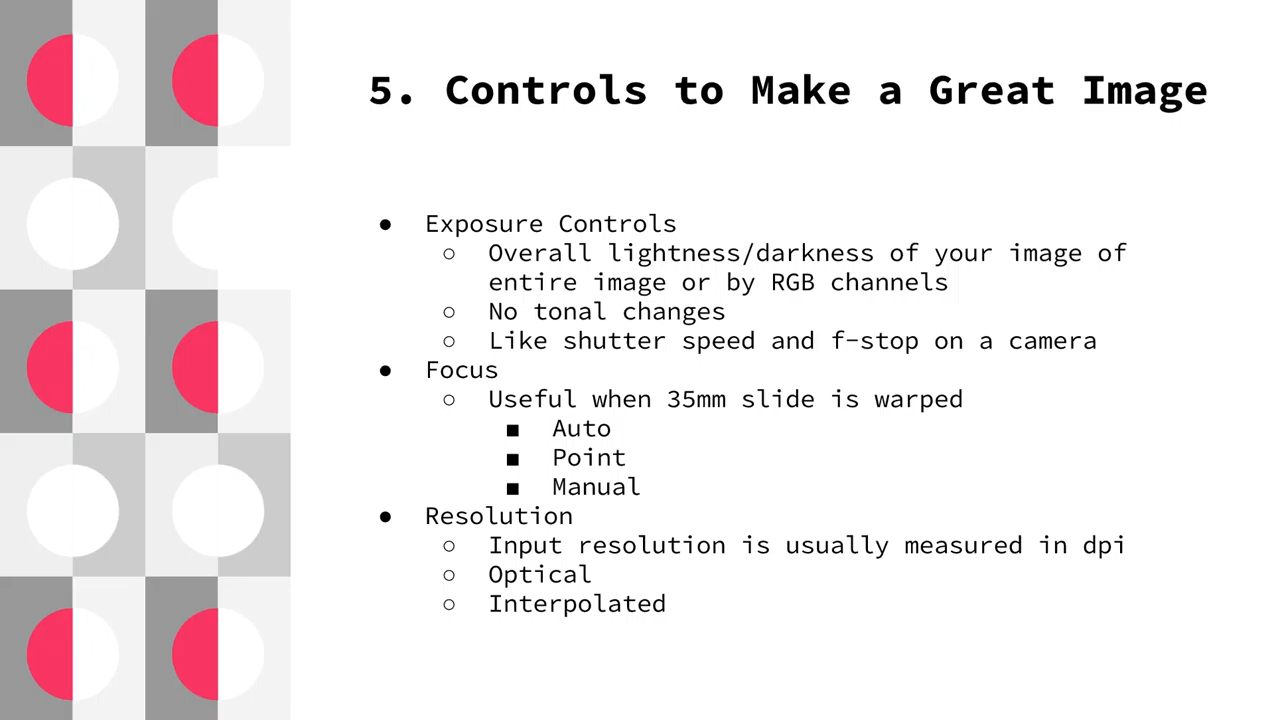 5. Controls to Make a Great Image
● Exposure Controls
○ Overall lightness/darkness of your image of
entire image or by RGB channels
○ No tonal changes
○ Like shutter speed and f-stop on a camera
● Focus
○ Useful when 35mm slide is warped
■ Auto
■ Point
■ Manual
● Resolution
○ Input resolution is usually measured in dpi
○ Optical
○ Interpolated